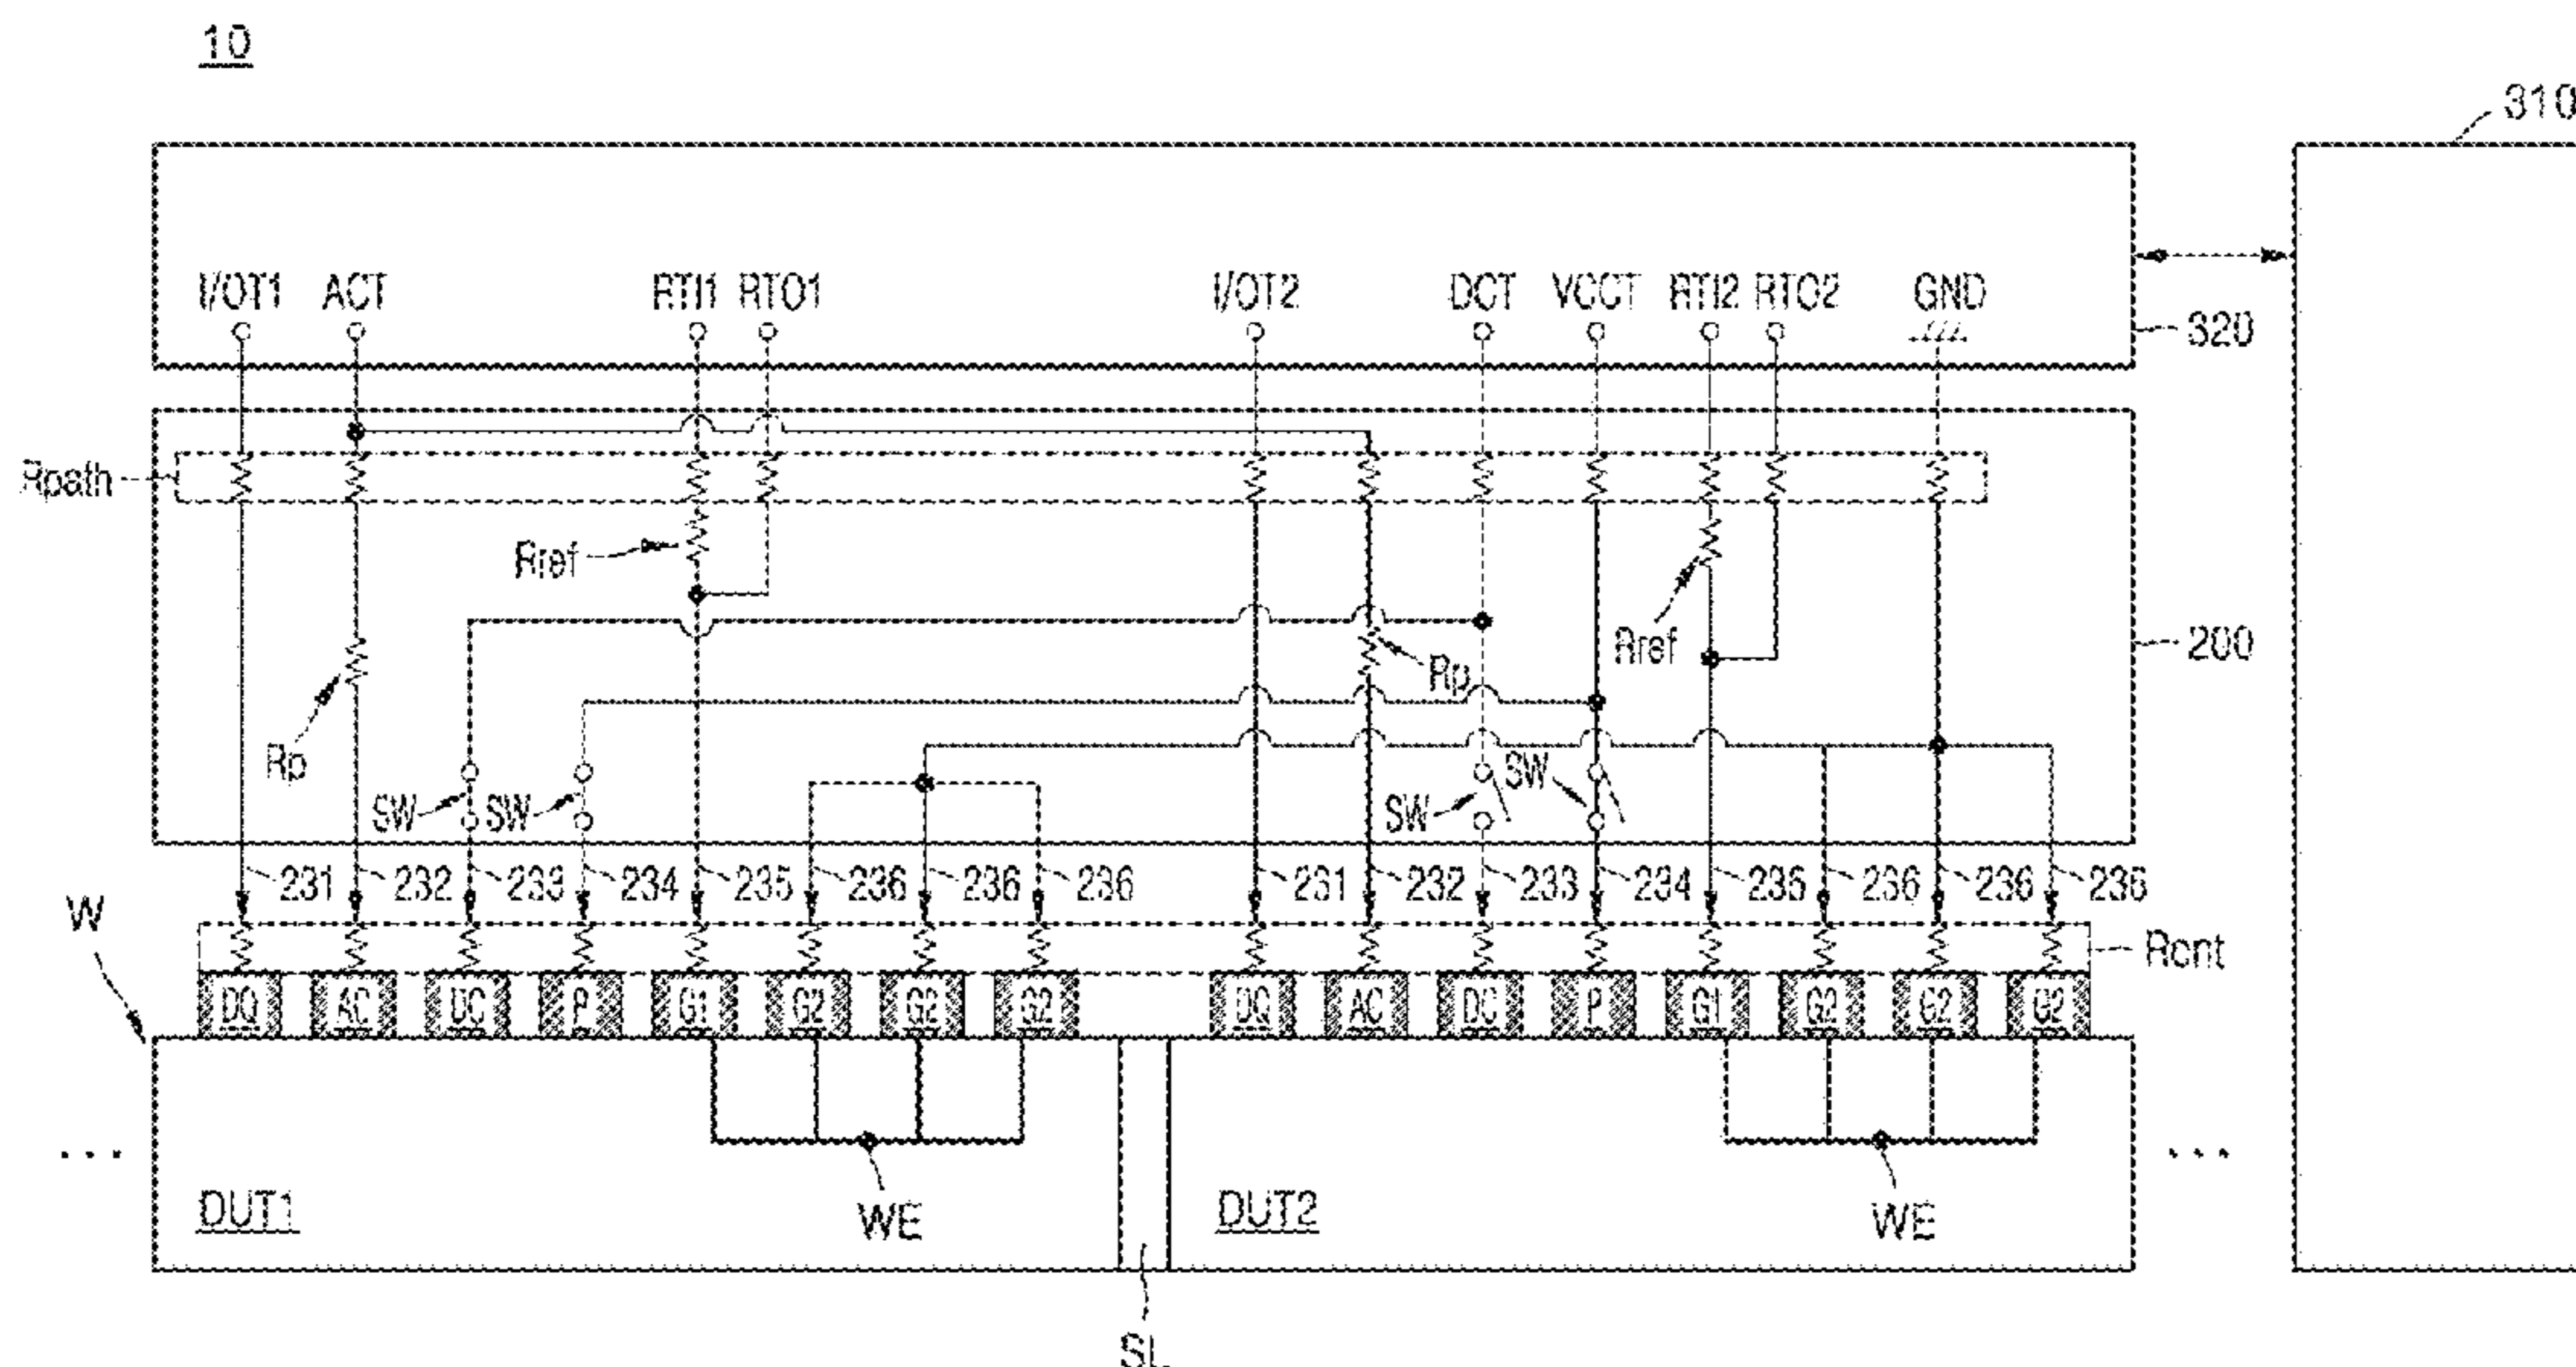 10
310
I/OT1 ACT RTI1 RTO1 I/OT2 DCT VCCT RTI2 RTO2 GND
320
Rpath
Rref
Rref
200
Rp
Rp
SW SW SW SW
231 232 233 234 235 236 236 236 231 232 233 234 235 236 236 236
W
Rcnt
DQ AC DC P G1 G2 G2 G2 DQ AC DC P G1 G2 G2 G2
... ...
DUT1 WE DUT2 WE
SL